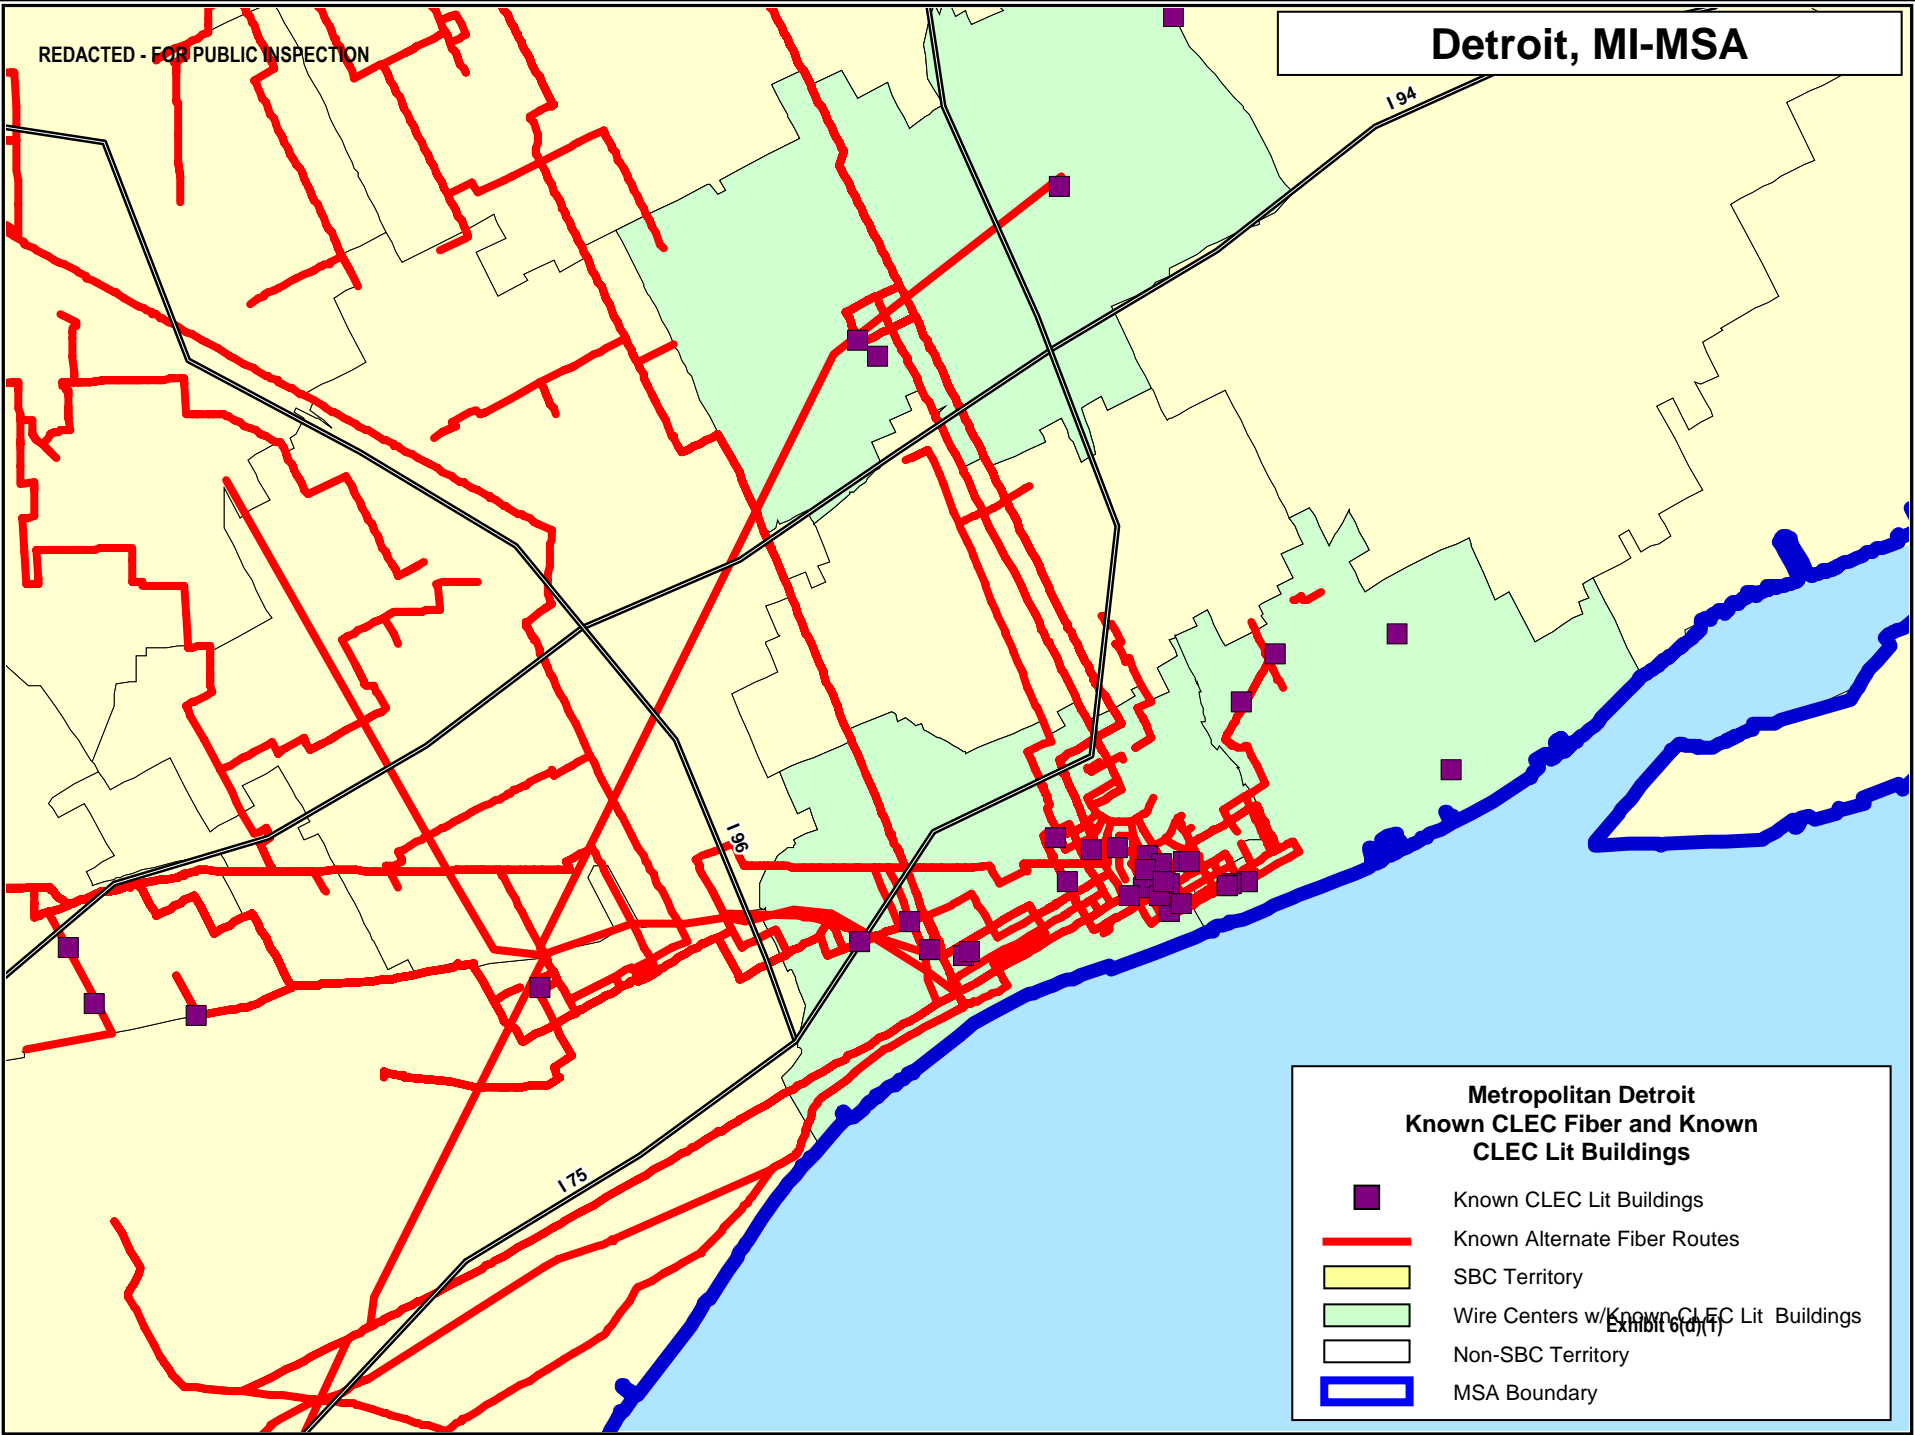 REDACTED - FOR PUBLIC INSPECTION
Detroit, MI-MSA
I 94
I 96
I 75
Metropolitan Detroit
Known CLEC Fiber and Known
CLEC Lit Buildings
Known CLEC Lit Buildings
Known Alternate Fiber Routes
SBC Territory
Wire Centers w/Known CLEC Lit Buildings
Exhibit 6(d)(1)
Non-SBC Territory
MSA Boundary